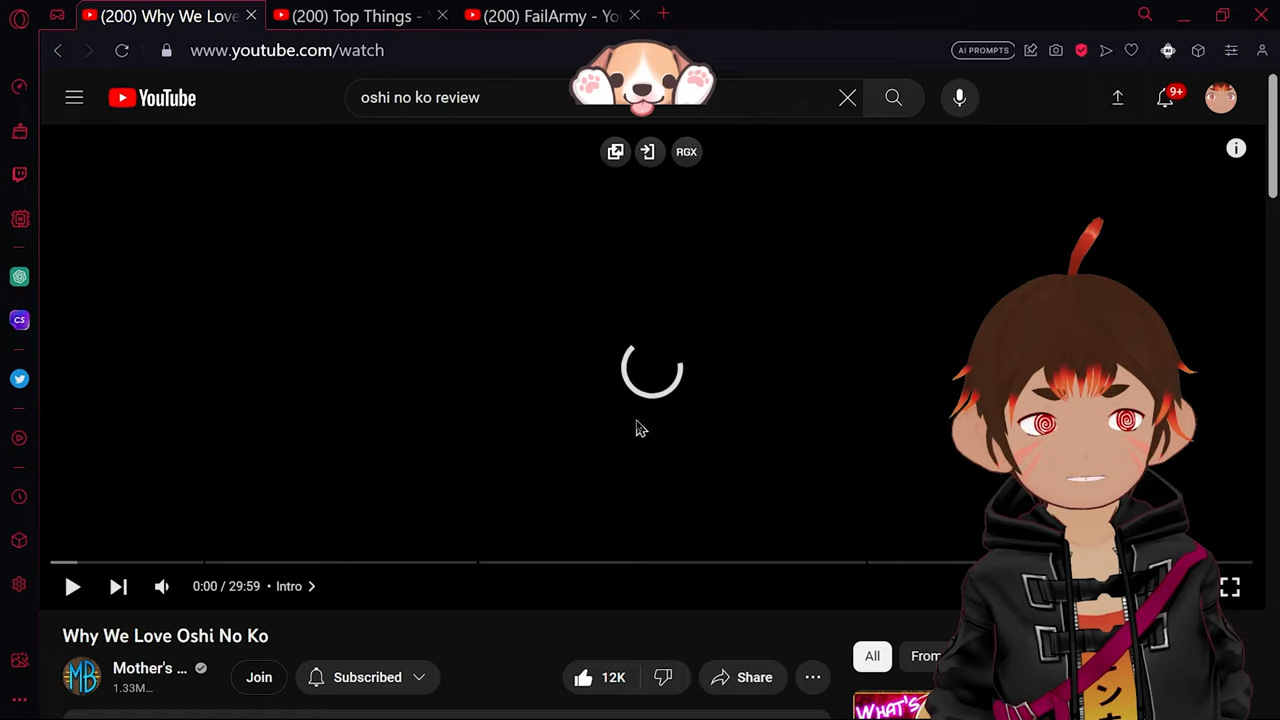 (200) Why We Love
(200) Top Things -
(200) FailArmy - Yo
www.youtube.com/watch
AI PROMPTS
YouTube
oshi no ko review
9+
RGX
CS
0:00 / 29:59 • Intro
Why We Love Oshi No Ko
MB
Mother's ...
1.33M...
Join
Subscribed
12K
Share
All
From
WHAT'S